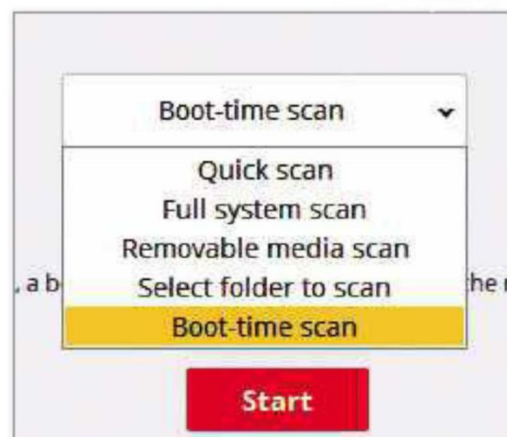 Boot-time scan
Quick scan
Full system scan
Removable media scan
Select folder to scan
, a b
he
Boot-time scan
Start